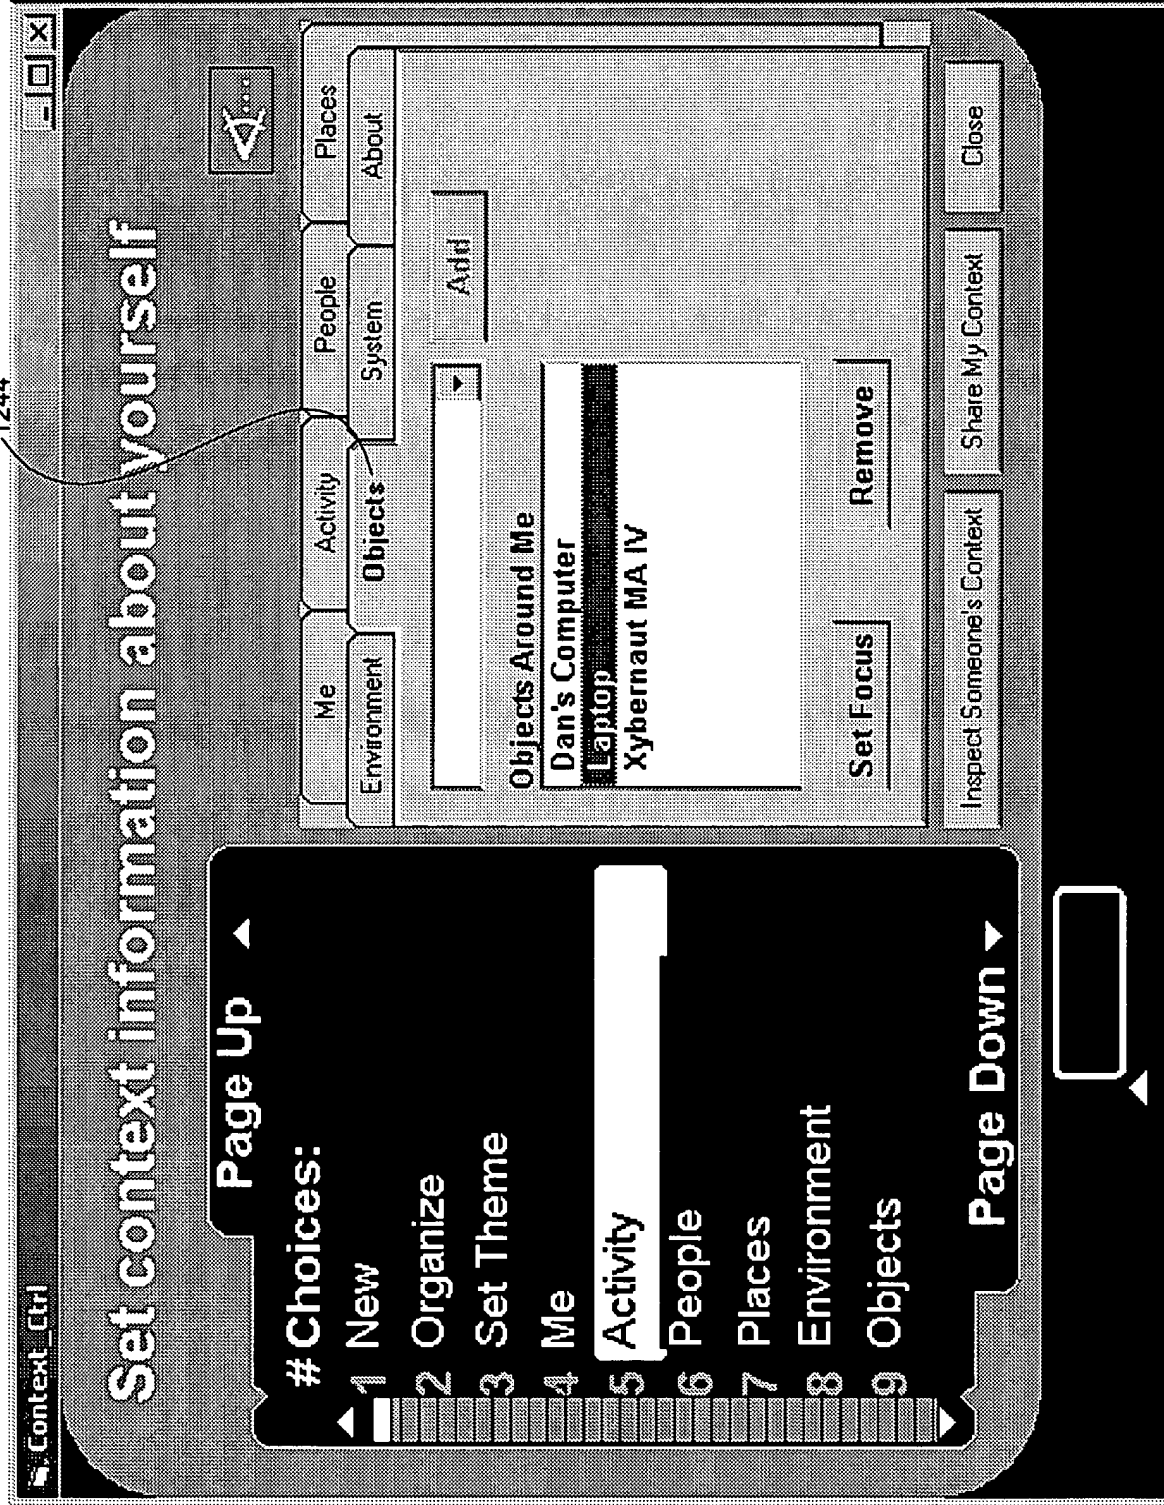 1244
Context_Ctrl
Set context information about yourself
Page Up
# Choices:
1 New
2 Organize
3 Set Theme
4 Me
5 Activity
6 People
7 Places
8 Environment
9 Objects
Page Down
Me
Activity
People
Places
Environment
Objects
System
About
Add
Objects Around Me
Dan's Computer
Laptop
Xybernaut MA IV
Set Focus
Remove
Inspect Someone's Context
Share My Context
Close